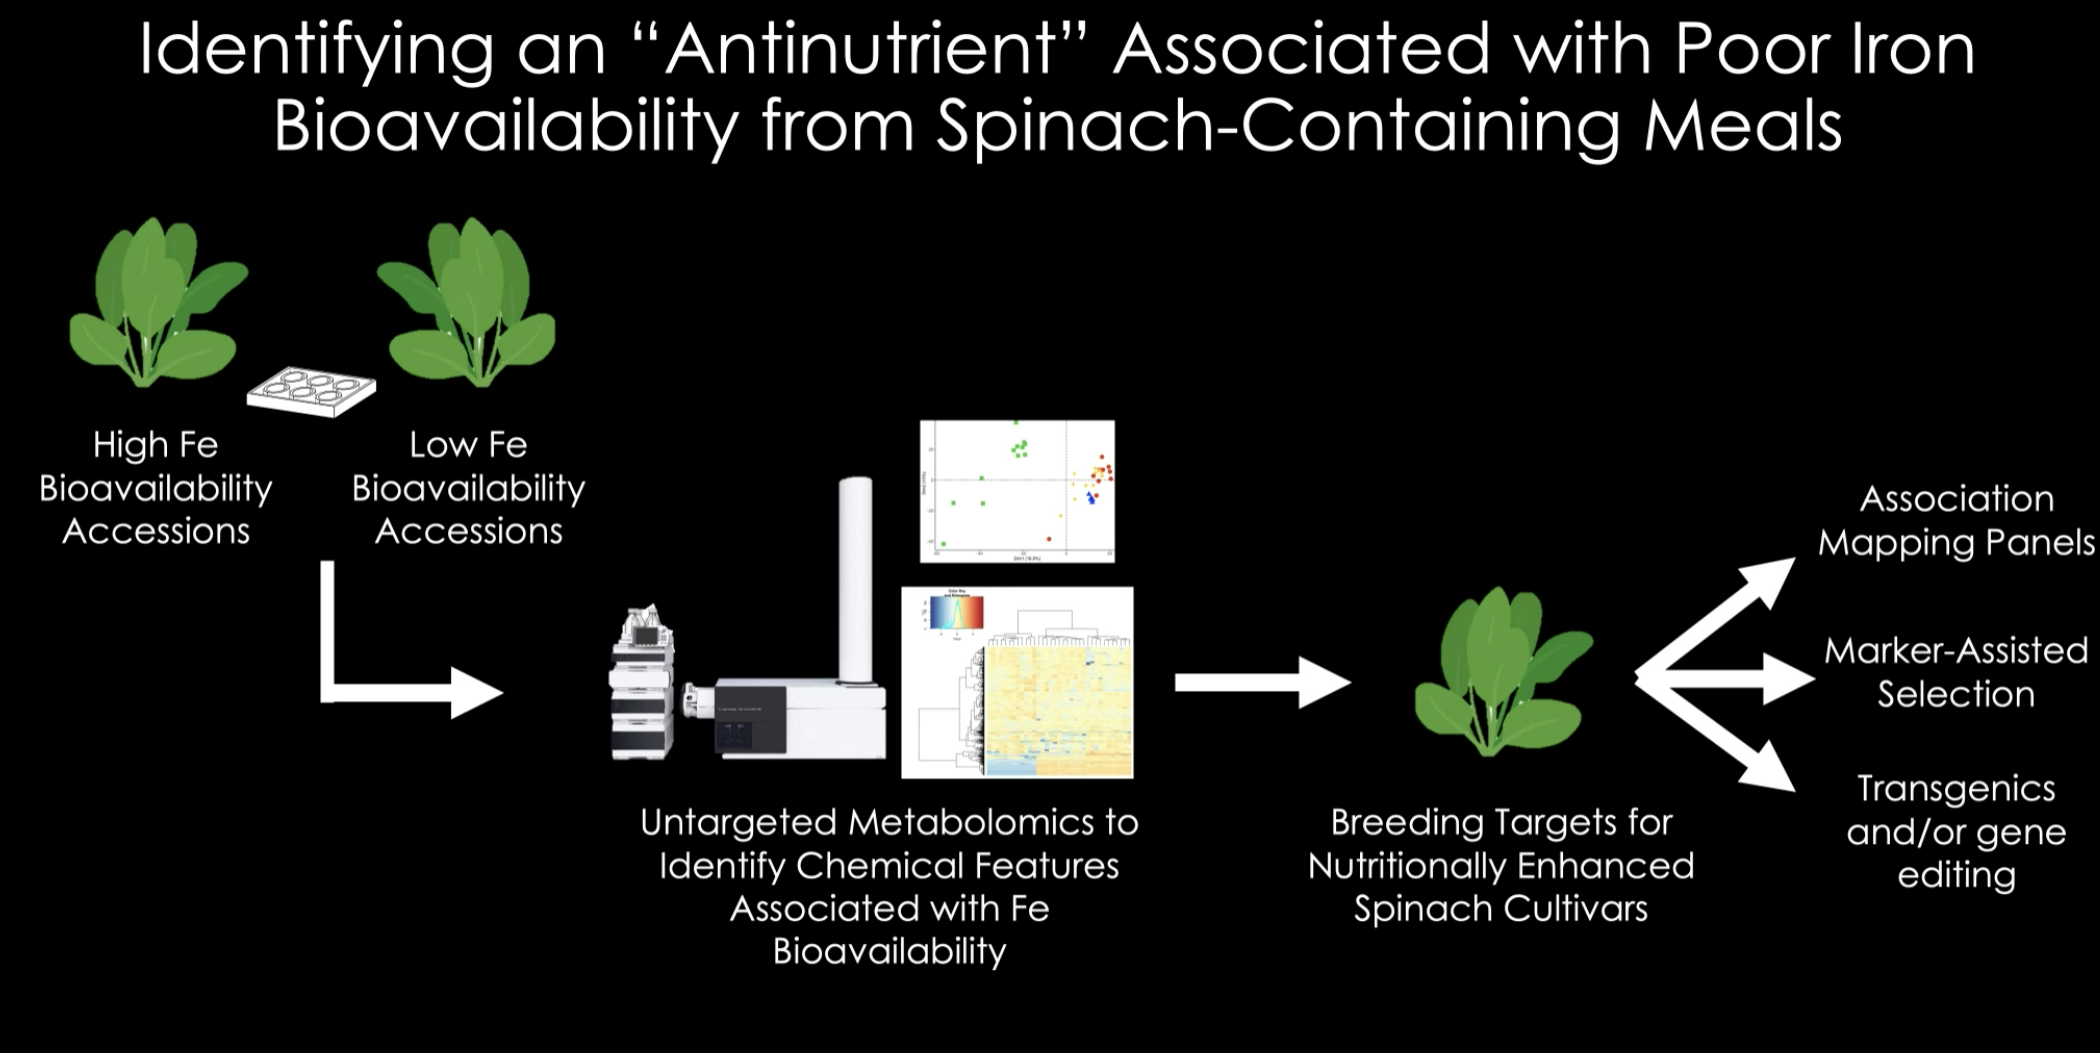 Identifying an “Antinutrient” Associated with Poor Iron
Bioavailability from Spinach-Containing Meals
High Fe
Bioavailability
Accessions
Low Fe
Bioavailability
Accessions
Untargeted Metabolomics to
Identify Chemical Features
Associated with Fe
Bioavailability
Breeding Targets for
Nutritionally Enhanced
Spinach Cultivars
Association
Mapping Panels
Marker-Assisted
Selection
Transgenics
and/or gene
editing